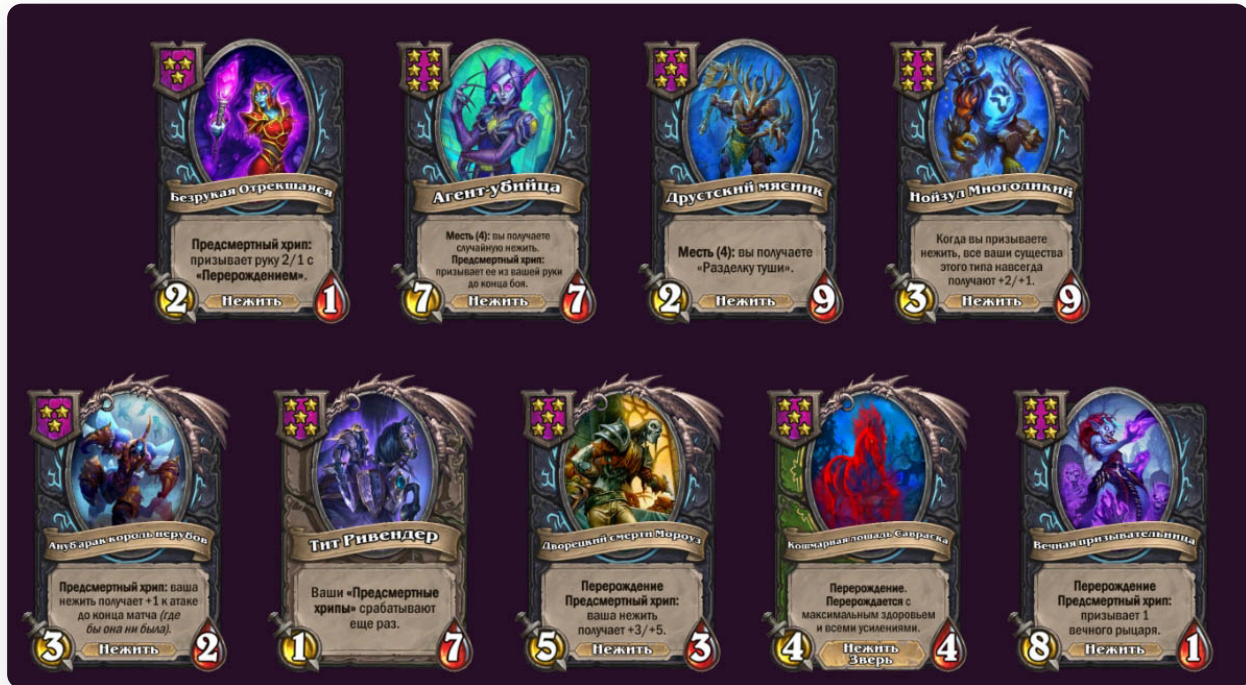 Безрукая Отрекшаяся
Предсмертный хрип:
призывает руку 2/1 с
«Перерождением».
2
Нежить
1
Агент-убийца
Месть (4): вы получаете
случайную нежить.
Предсмертный хрип:
призывает ее из вашей руки
до конца боя.
7
Нежить
7
Друстский мясник
Месть (4): вы получаете
«Разделку туши».
2
Нежить
9
Нойзул Многоликий
Когда вы призываете
нежить, все ваши существа
этого типа навсегда
получают +2/+1.
3
Нежить
9
Анубарак король нерубов
Предсмертный хрип: ваша
нежить получает +1 к атаке
до конца матча (где
бы она ни была).
3
Нежить
2
Тит Ривендер
Ваши «Предсмертные
хрипы» срабатывают
еще раз.
1
7
Дворецкий смерти Мороуз
Перерождение
Предсмертный хрип:
ваша нежить
получает +3/+5.
5
Нежить
3
Кошмарная лошадь Савраска
Перерождение.
Перерождается с
максимальным здоровьем
и всеми усилениями.
4
Нежить
Зверь
4
Вечная призывательница
Перерождение
Предсмертный хрип:
призывает 1
вечного рыцаря.
8
Нежить
1